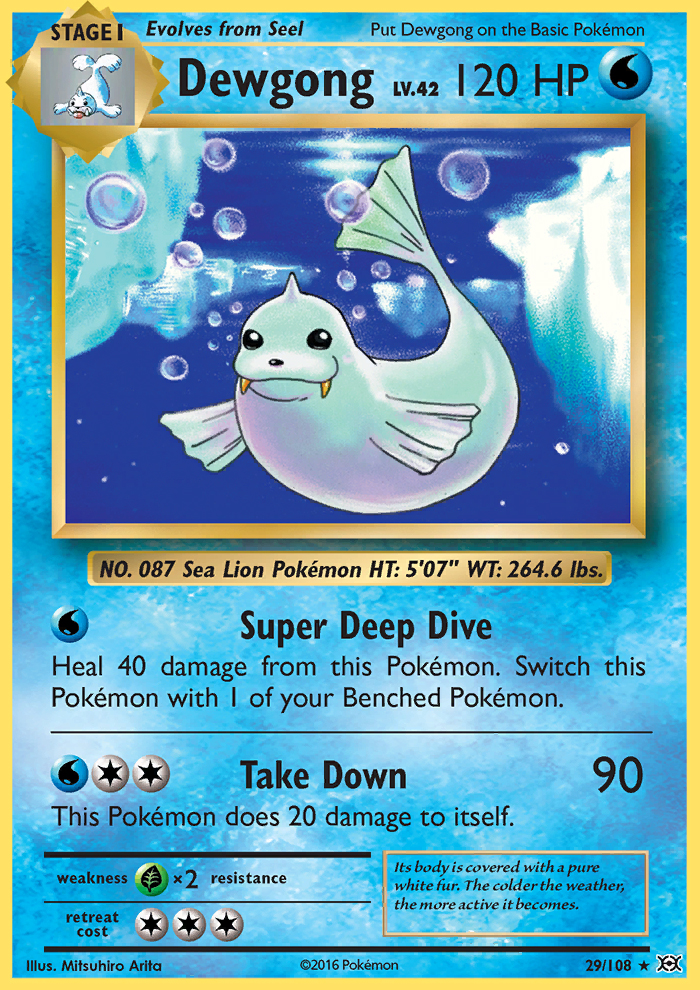 STAGE 1
Evolves from Seel
Put Dewgong on the Basic Pokémon
Dewgong LV.42 120 HP
NO. 087 Sea Lion Pokémon HT: 5'07" WT: 264.6 lbs.
Super Deep Dive
Heal 40 damage from this Pokémon. Switch this
Pokémon with 1 of your Benched Pokémon.
Take Down 90
This Pokémon does 20 damage to itself.
weakness ×2 resistance
retreat
cost
Its body is covered with a pure
white fur. The colder the weather,
the more active it becomes.
Illus. Mitsuhiro Arita ©2016 Pokémon 29/108 ★